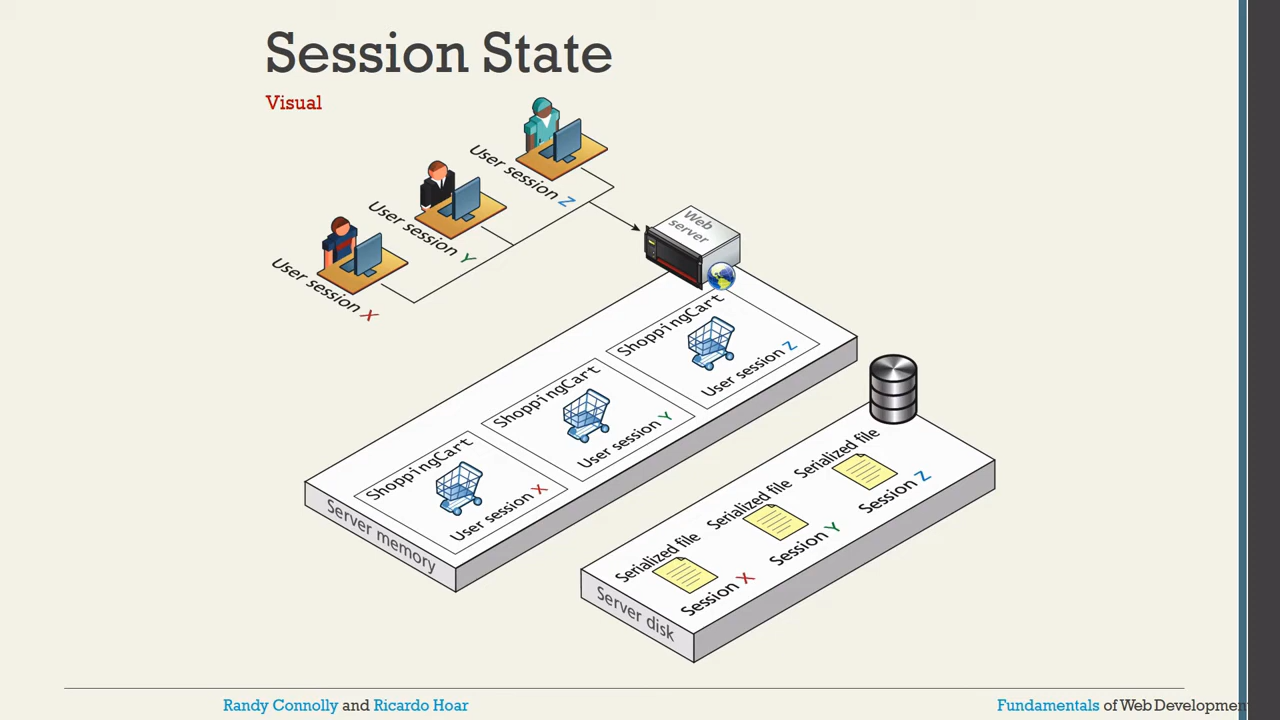 Session State
Visual
User session Z
User session Y
User session X
Web
server
ShoppingCart
User session Z
ShoppingCart
User session Y
ShoppingCart
User session X
Server memory
Serialized file
Session Z
Serialized file
Session Y
Serialized file
Session X
Server disk
Randy Connolly and Ricardo Hoar
Fundamentals of Web Development